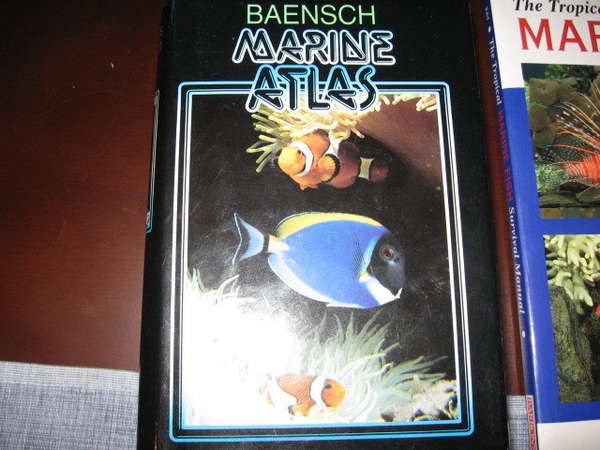 BAENSCH
MARINE
ATLAS
The Tropical
MAR
The Tropical MARINE FISH Survival Manual